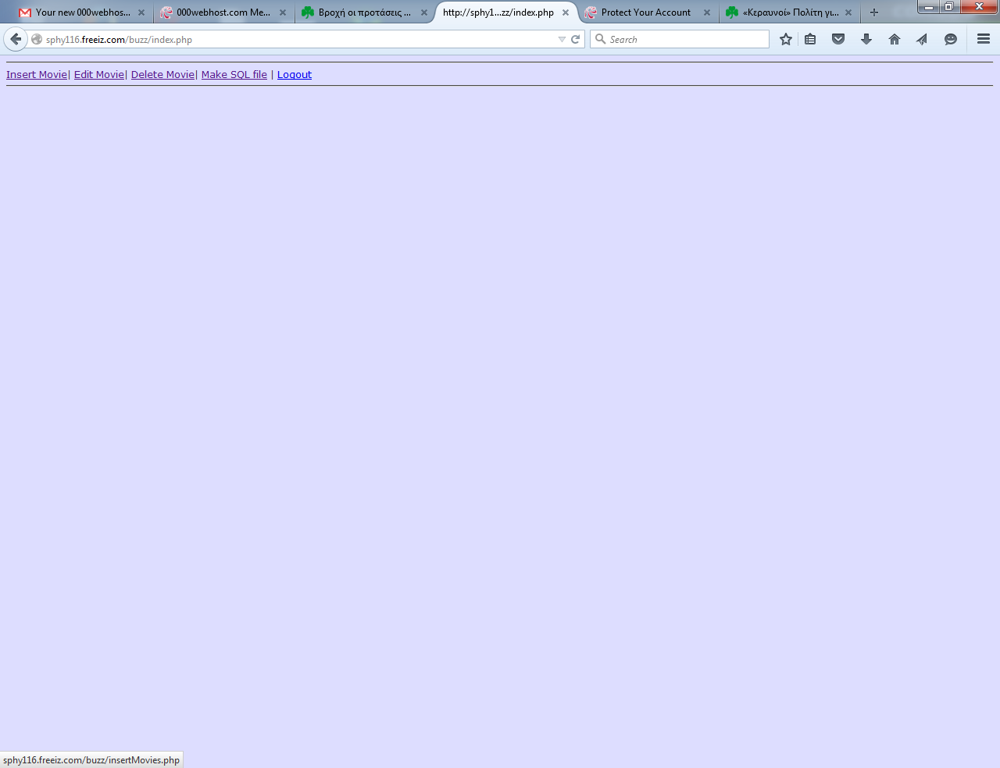 Your new 000webhos... 000webhost.com Me... Βροχή οι προτάσεις ... http://sphy1...zz/index.php Protect Your Account «Κεραυνοί» Πολίτη γι...
sphy116.freeiz.com/buzz/index.php Search
Insert Movie| Edit Movie| Delete Movie| Make SQL file | Logout
sphy116.freeiz.com/buzz/insertMovies.php